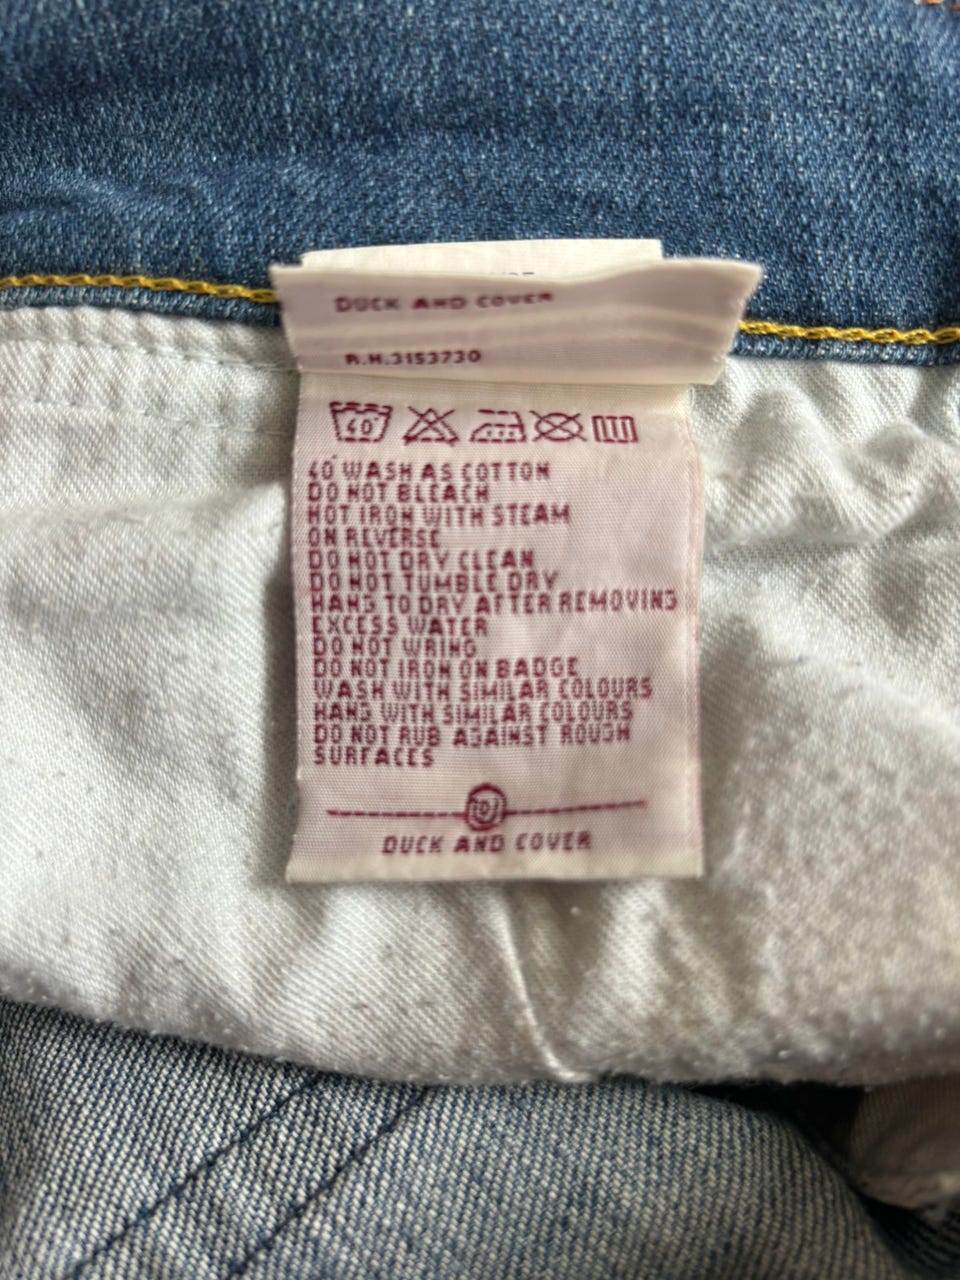 DUCK AND COVER
R.N.3153730
40°
40° WASH AS COTTON
DO NOT BLEACH
HOT IRON WITH STEAM
ON REVERSE
DO NOT DRY CLEAN
DO NOT TUMBLE DRY
HANG TO DRY AFTER REMOVING
EXCESS WATER
DO NOT WRING
DO NOT IRON ON BADGE
WASH WITH SIMILAR COLOURS
HANG WITH SIMILAR COLOURS
DO NOT RUB AGAINST ROUGH
SURFACES
DUCK AND COVER